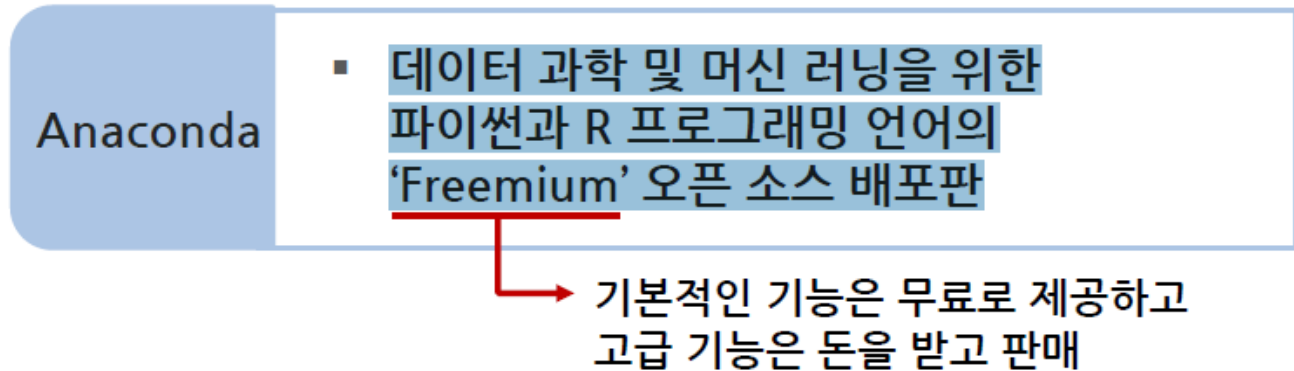 Anaconda
▪ 데이터 과학 및 머신 러닝을 위한
파이썬과 R 프로그래밍 언어의
‘Freemium’ 오픈 소스 배포판
기본적인 기능은 무료로 제공하고
고급 기능은 돈을 받고 판매